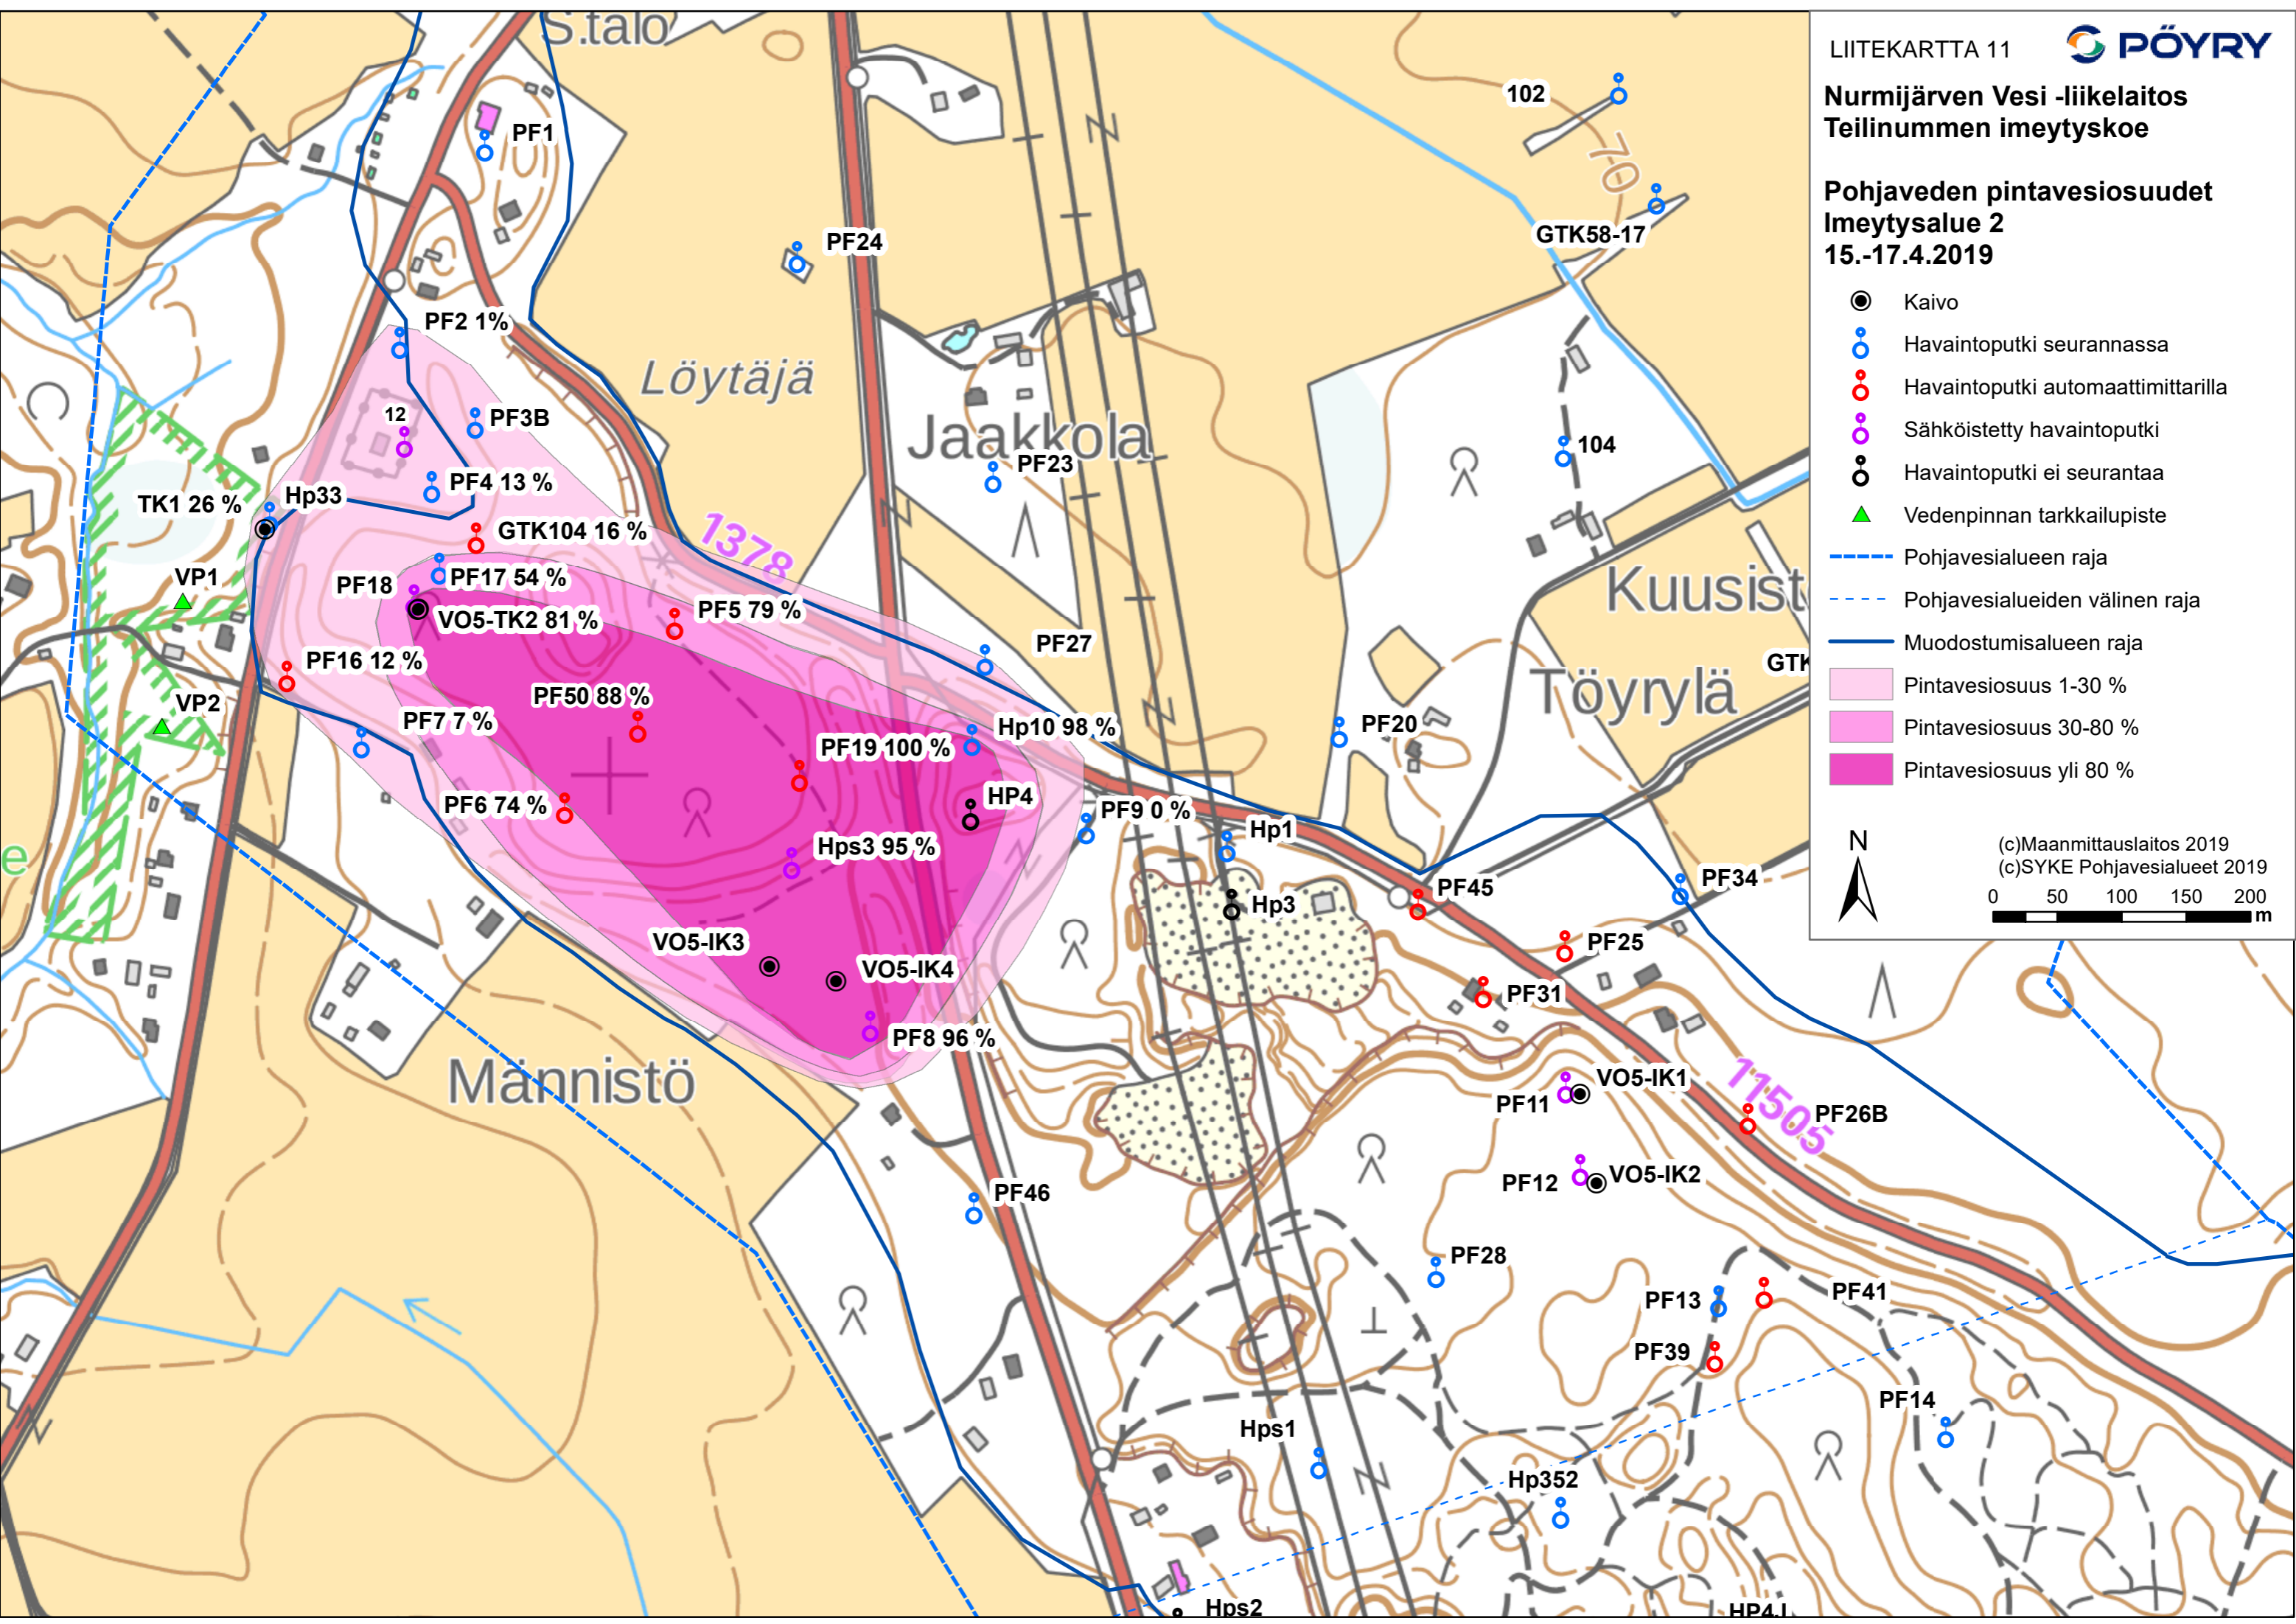 LIITEKARTTA 11
PÖYRY
Nurmijärven Vesi -liikelaitos
Teilinummen imeytyskoe
Pohjaveden pintavesiosuudet
Imeytysalue 2
15.-17.4.2019
Kaivo
Havaintoputki seurannassa
Havaintoputki automaattimittarilla
Sähköistetty havaintoputki
Havaintoputki ei seurantaa
Vedenpinnan tarkkailupiste
Pohjavesialueen raja
Pohjavesialueiden välinen raja
Muodostumisalueen raja
Pintavesiosuus 1-30 %
Pintavesiosuus 30-80 %
Pintavesiosuus yli 80 %
N
(c)Maanmittauslaitos 2019
(c)SYKE Pohjavesialueet 2019
0 50 100 150 200
m
S.talo
102
PF1
70
PF24
GTK58-17
PF2 1%
Löytäjä
12
PF3B
Jaakkola
104
PF23
PF4 13 %
TK1 26 %
Hp33
GTK104 16 %
1378
VP1
PF18
PF17 54 %
Kuusist
VO5-TK2 81 %
PF5 79 %
PF27
PF16 12 %
GTK
Töyrylä
PF50 88 %
VP2
PF7 7 %
PF20
Hp10 98 %
PF19 100 %
HP4
PF6 74 %
PF9 0 %
Hp1
Hps3 95 %
e
PF45
PF34
Hp3
VO5-IK3
PF25
VO5-IK4
PF31
PF8 96 %
Männistö
VO5-IK1
PF11
11505
PF26B
PF12
VO5-IK2
PF46
PF28
PF13
PF41
PF39
PF14
Hps1
Hp352
Hps2
HP4J